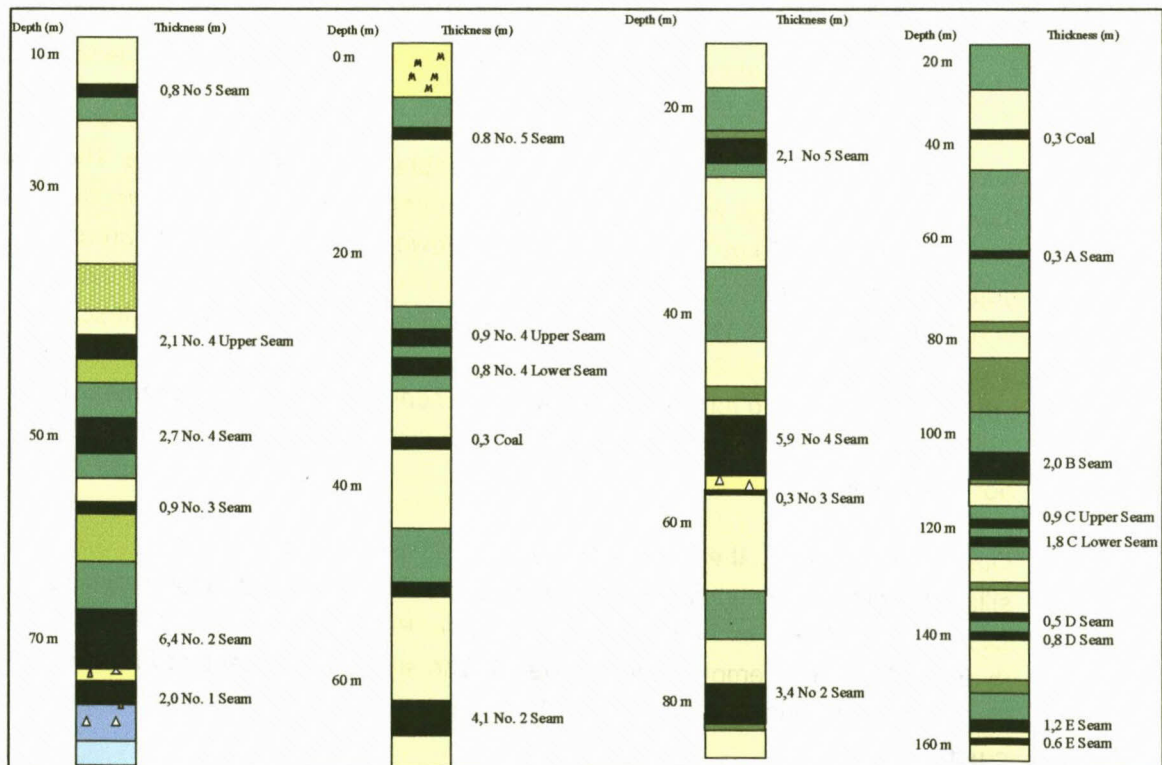 Depth (m)
Thickness (m)
10 m
0,8 No 5 Seam
30 m
2,1 No. 4 Upper Seam
50 m
2,7 No. 4 Seam
0,9 No. 3 Seam
70 m
6,4 No. 2 Seam
2,0 No. 1 Seam
Depth (m)
Thickness (m)
0 m
0.8 No. 5 Seam
20 m
0,9 No. 4 Upper Seam
0,8 No. 4 Lower Seam
0,3 Coal
40 m
60 m
4,1 No. 2 Seam
Depth (m)
Thickness (m)
20 m
2,1 No 5 Seam
40 m
5,9 No 4 Seam
0,3 No 3 Seam
60 m
80 m
3,4 No 2 Seam
Depth (m)
Thickness (m)
20 m
0,3 Coal
40 m
60 m
0,3 A Seam
80 m
100 m
2,0 B Seam
0,9 C Upper Seam
120 m
1,8 C Lower Seam
0,5 D Seam
140 m
0,8 D Seam
1,2 E Seam
160 m
0.6 E Seam